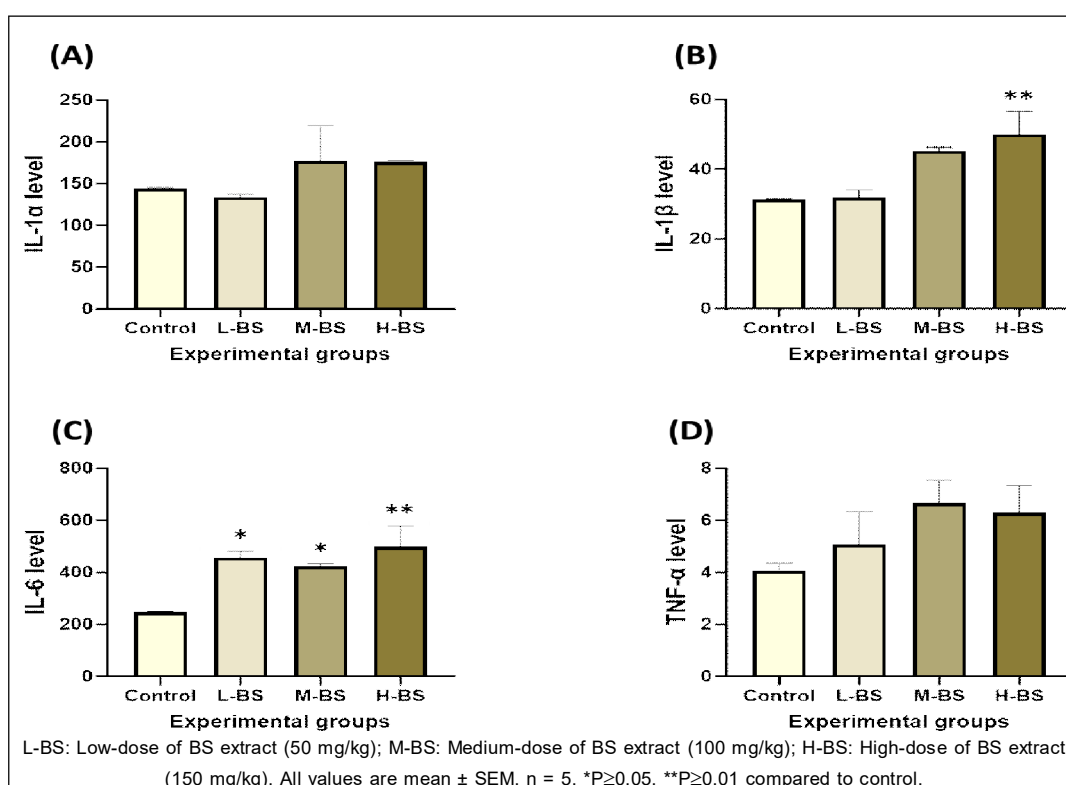 (A)
250
200
150
100
50
0
IL-1α level
Control L-BS M-BS H-BS
Experimental groups
(B)
**
60
40
20
0
IL-1β level
Control L-BS M-BS H-BS
Experimental groups
(C)
800
600
400
200
0
IL-6 level
* * **
Control L-BS M-BS H-BS
Experimental groups
(D)
8
6
4
2
0
TNF-α level
Control L-BS M-BS H-BS
Experimental groups
L-BS: Low-dose of BS extract (50 mg/kg); M-BS: Medium-dose of BS extract (100 mg/kg); H-BS: High-dose of BS extract
(150 mg/kg). All values are mean ± SEM. n = 5. *P≥0.05. **P≥0.01 compared to control.